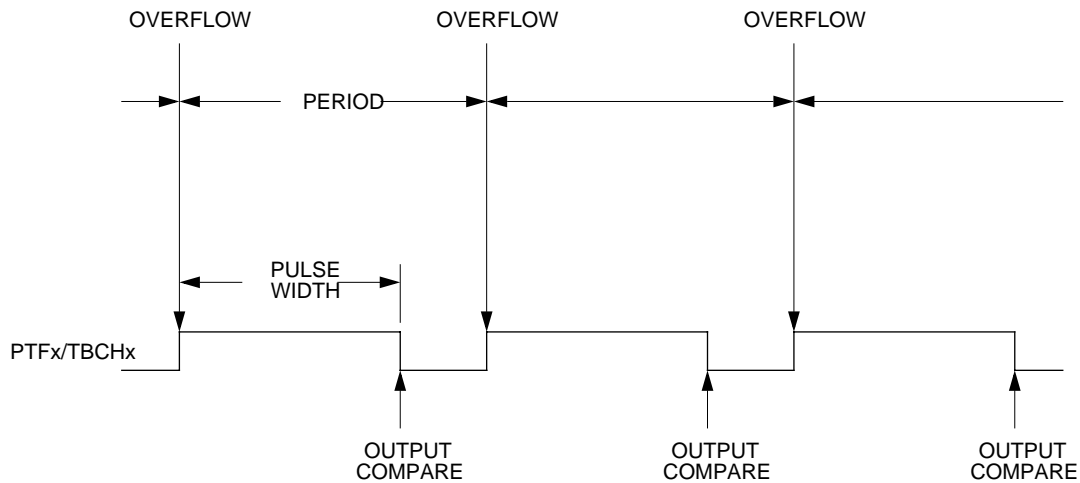 OVERFLOW
OVERFLOW
OVERFLOW
PERIOD
PULSE
WIDTH
PTFx/TBCHx
OUTPUT
COMPARE
OUTPUT
COMPARE
OUTPUT
COMPARE